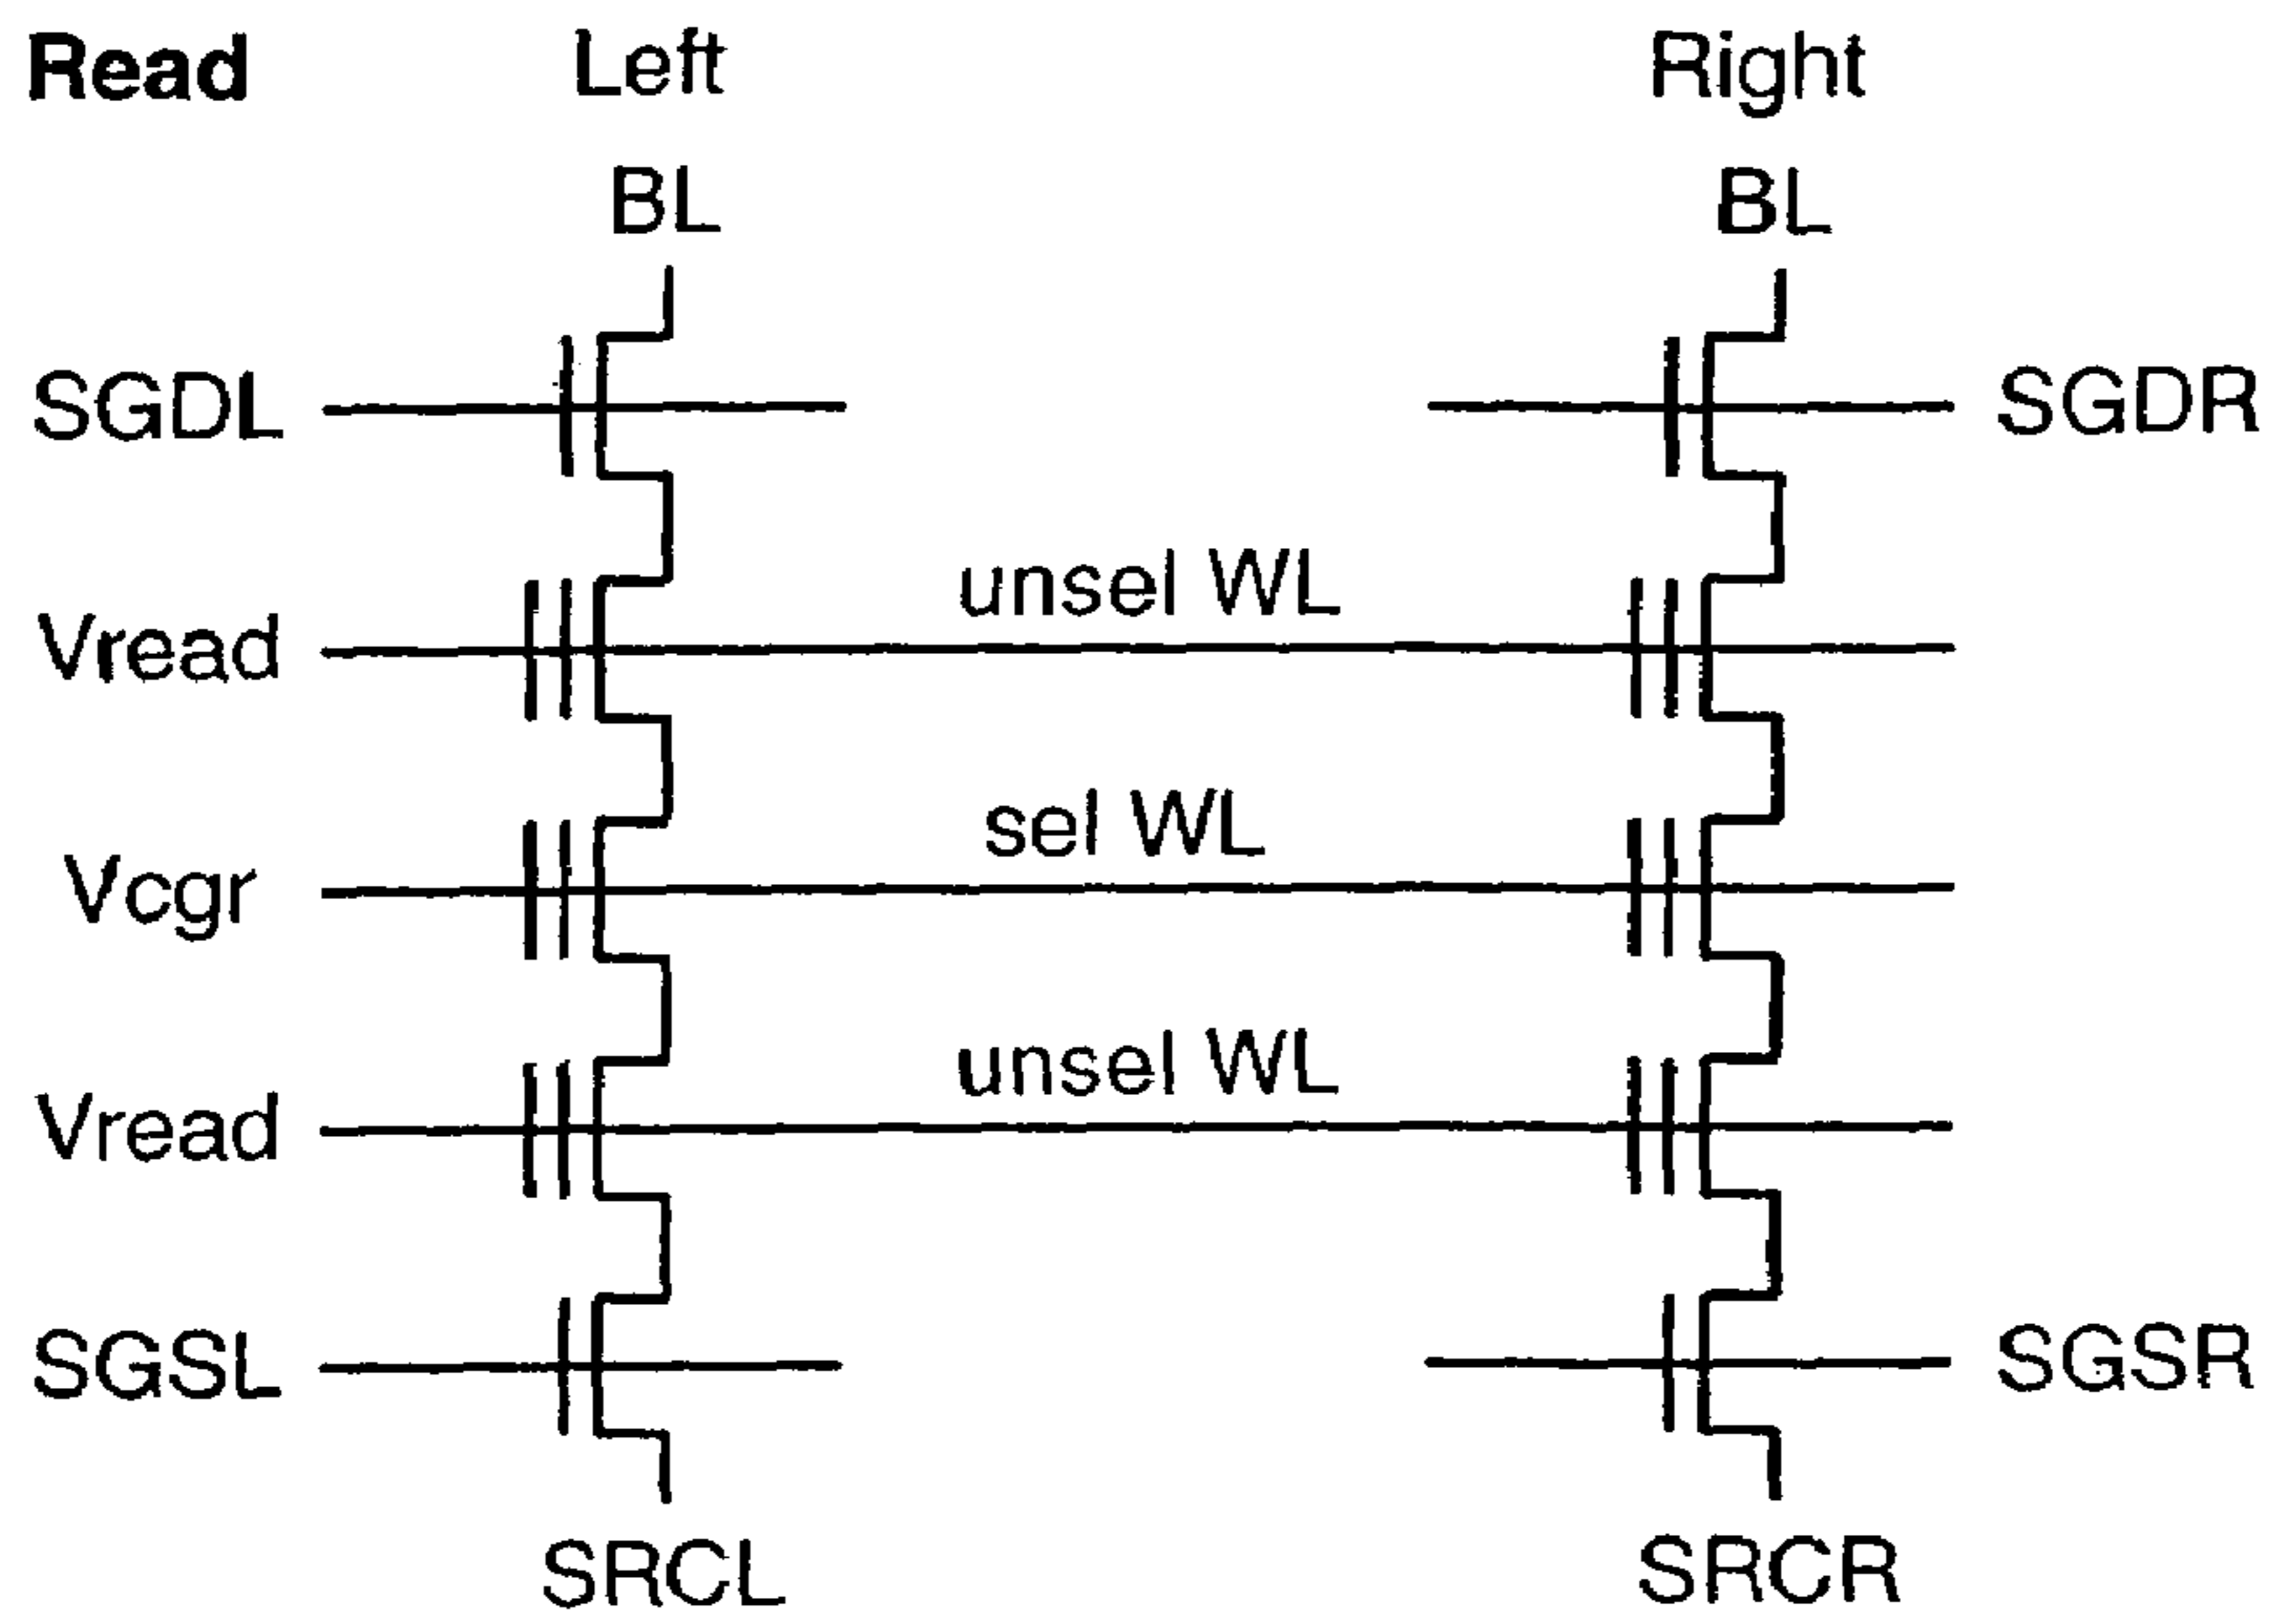 Read Left Right
BL BL
SGDL SGDR
unsel WL
Vread
sel WL
Vcgr
unsel WL
Vread
SGSL SGSR
SRCL SRCR